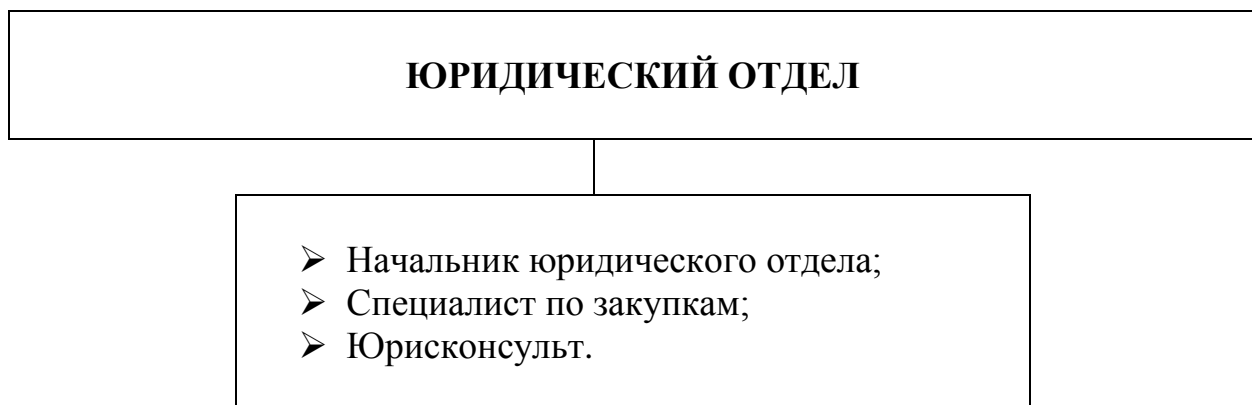 ЮРИДИЧЕСКИЙ ОТДЕЛ
➢ Начальник юридического отдела;
➢ Специалист по закупкам;
➢ Юрисконсульт.